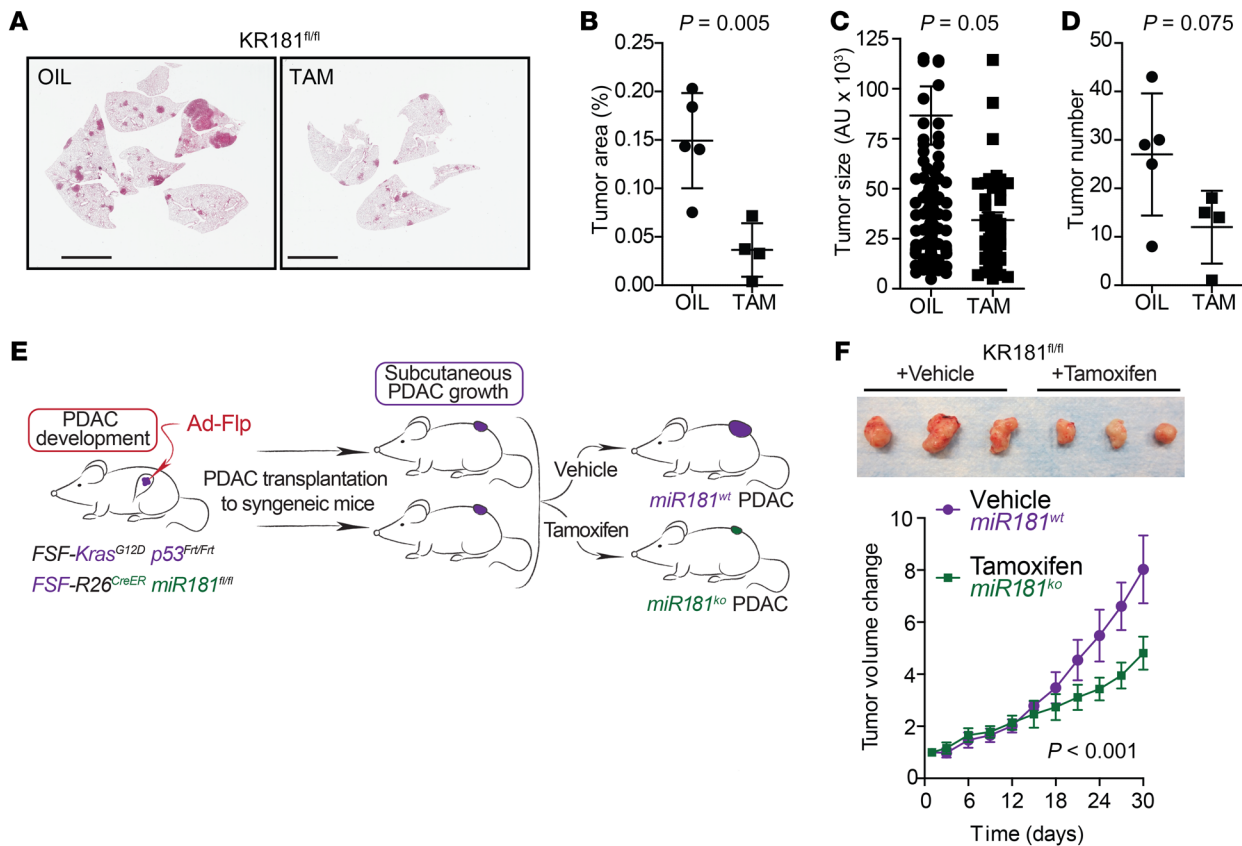 A
KR181fl/fl
OIL
TAM
B
P = 0.005
Tumor area (%)
0.25
0.20
0.15
0.10
0.05
0.00
OIL
TAM
C
P = 0.05
Tumor size (AU x 10³)
125
100
75
50
25
0
OIL
TAM
D
P = 0.075
Tumor number
50
40
30
20
10
0
OIL
TAM
E
PDAC
development
Ad-Flp
FSF-KrasG12D p53Frt/Frt
FSF-R26CreER miR181fl/fl
PDAC transplantation
to syngeneic mice
Subcutaneous
PDAC growth
Vehicle
Tamoxifen
miR181wt PDAC
miR181ko PDAC
F
KR181fl/fl
+Vehicle
+Tamoxifen
Vehicle
miR181wt
Tamoxifen
miR181ko
Tumor volume change
10
8
6
4
2
0
P < 0.001
0
6
12
18
24
30
Time (days)